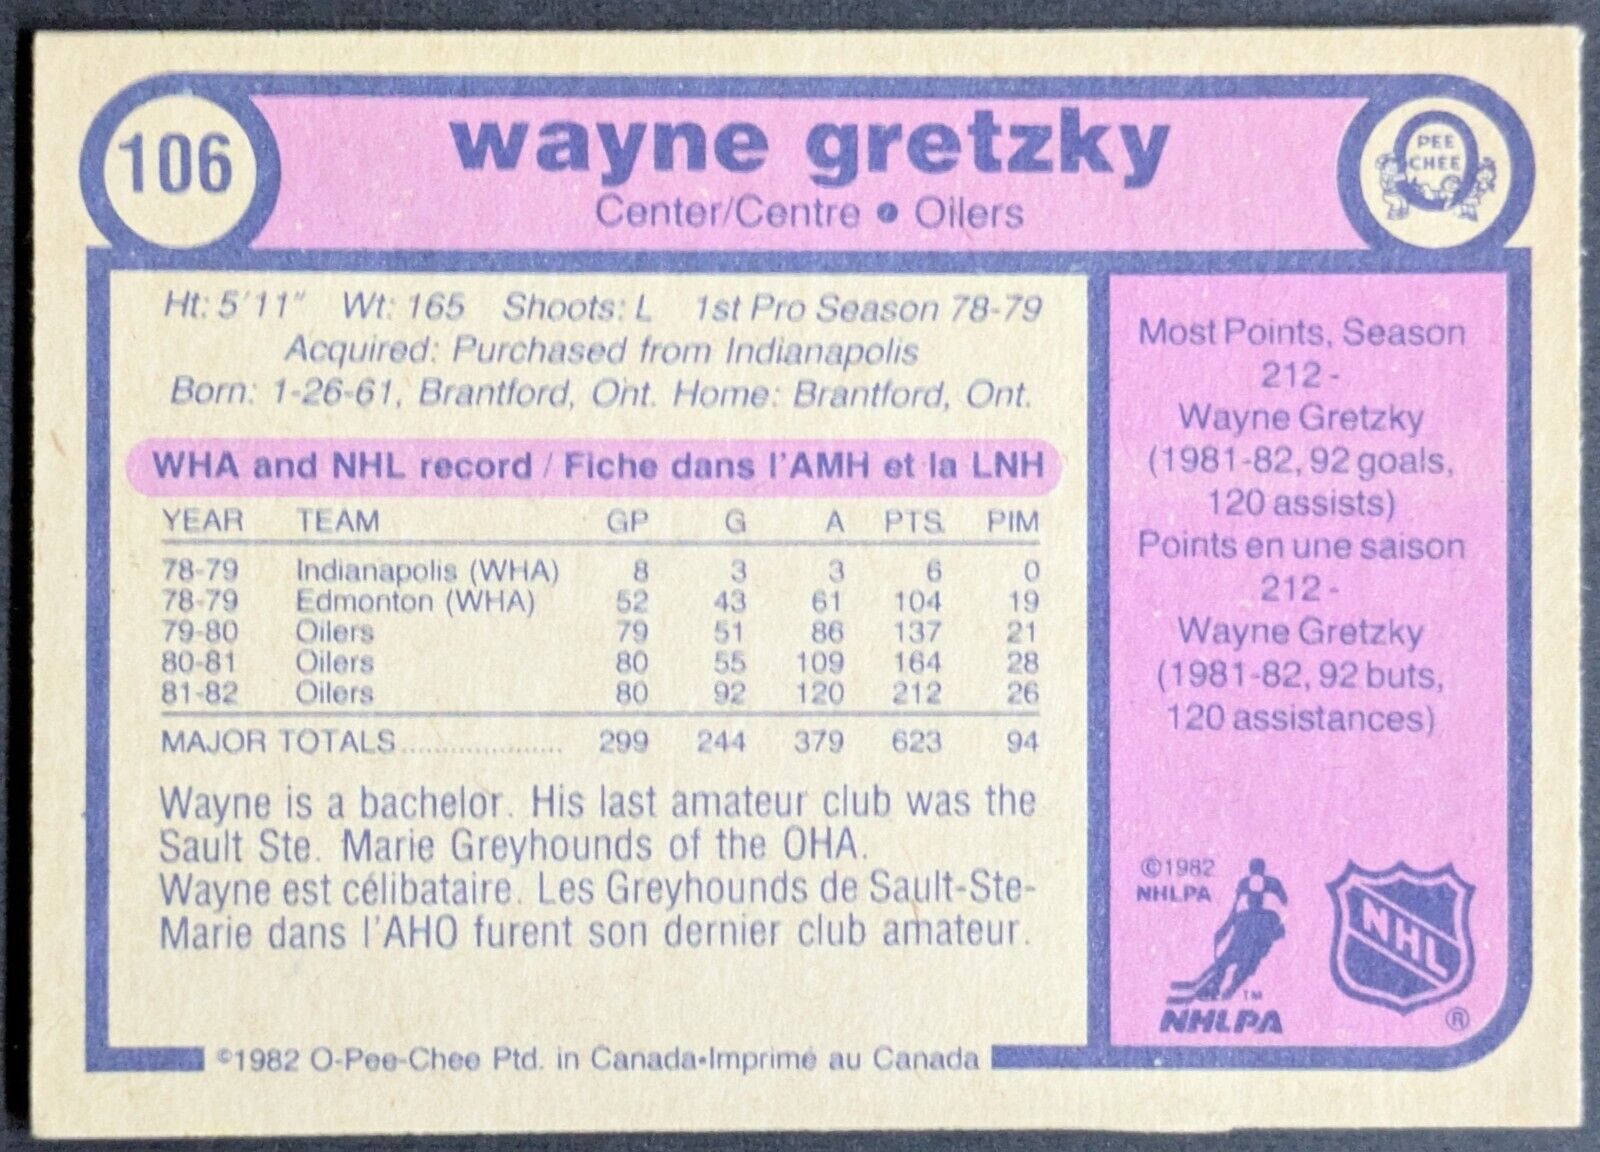 106
wayne gretzky
Center/Centre • Oilers
PEE
CHEE
Ht: 5'11" Wt: 165 Shoots: L 1st Pro Season 78-79
Acquired: Purchased from Indianapolis
Born: 1-26-61, Brantford, Ont. Home: Brantford, Ont.
WHA and NHL record / Fiche dans l'AMH et la LNH
YEAR TEAM GP G A PTS. PIM
78-79 Indianapolis (WHA) 8 3 3 6 0
78-79 Edmonton (WHA) 52 43 61 104 19
79-80 Oilers 79 51 86 137 21
80-81 Oilers 80 55 109 164 28
81-82 Oilers 80 92 120 212 26
MAJOR TOTALS..................... 299 244 379 623 94
Wayne is a bachelor. His last amateur club was the
Sault Ste. Marie Greyhounds of the OHA.
Wayne est célibataire. Les Greyhounds de Sault-Ste-
Marie dans l'AHO furent son dernier club amateur.
Most Points, Season
212 -
Wayne Gretzky
(1981-82, 92 goals,
120 assists)
Points en une saison
212 -
Wayne Gretzky
(1981-82, 92 buts,
120 assistances)
©1982
NHLPA
TM
NHLPA
NHL
®
©1982 O-Pee-Chee Ptd. in Canada•Imprimé au Canada